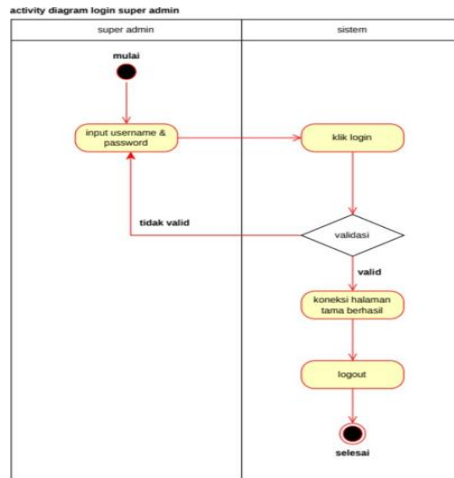 activity diagram login super admin
super admin
sistem
mulai
input username &
password
klik login
tidak valid
validasi
valid
koneksi halaman
tama berhasil
logout
selesai